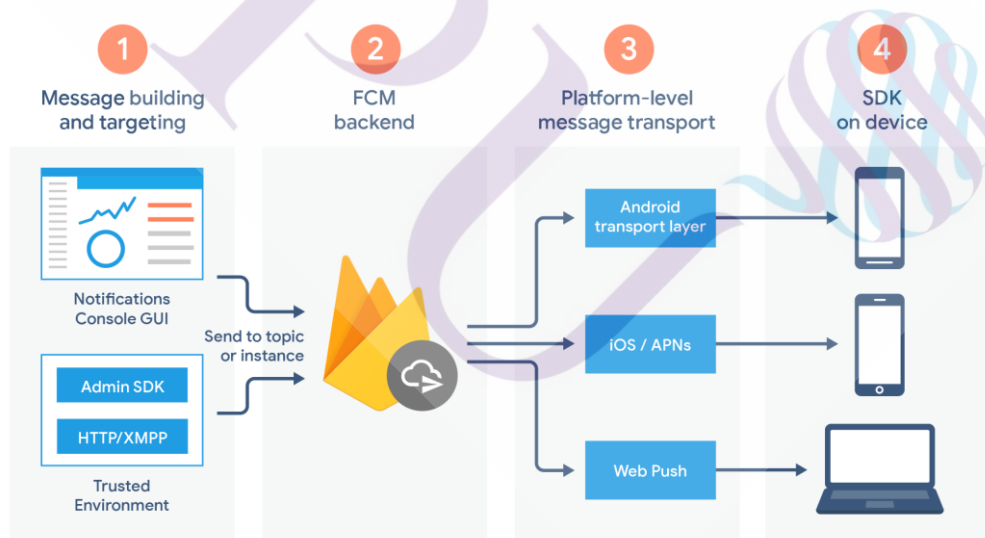 1
Message building
and targeting
2
FCM
backend
3
Platform-level
message transport
4
SDK
on device
Notifications
Console GUI
Admin SDK
HTTP/XMPP
Trusted
Environment
Send to topic
or instance
Android
transport layer
iOS / APNs
Web Push